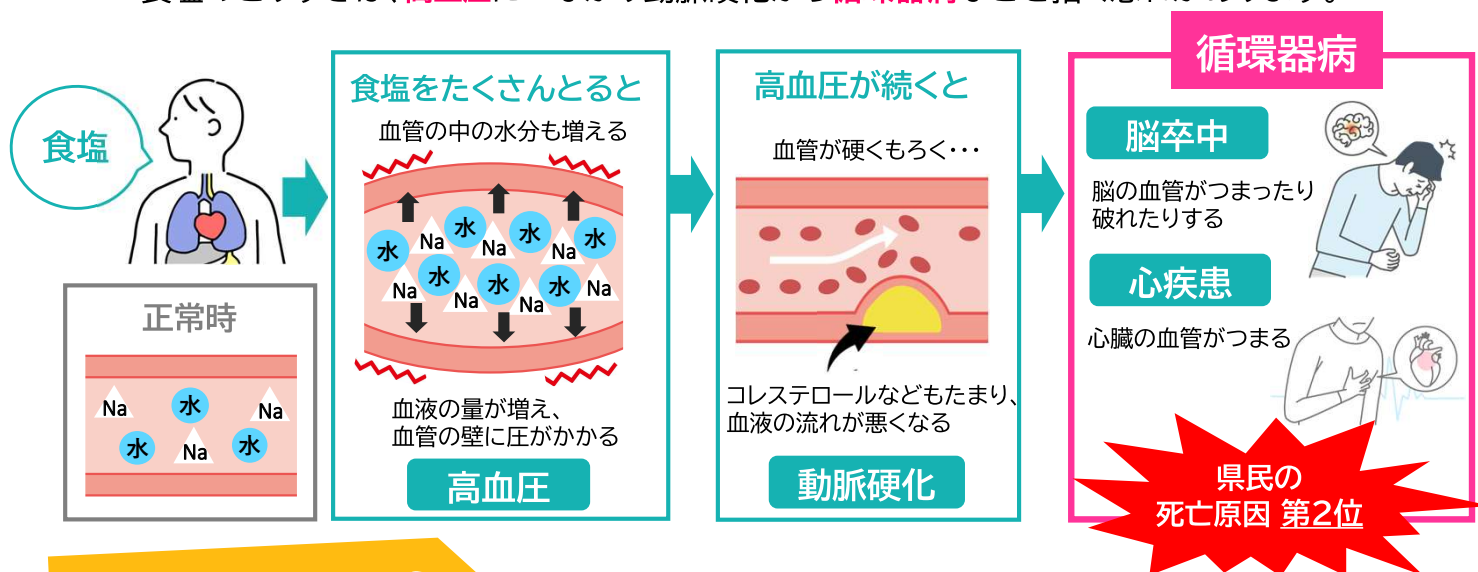 食塩
正常時
Na
水
Na
水
Na
水
食塩をたくさんとると
血管の中の水分も増える
水
Na
水
Na
水
Na
水
Na
水
Na
水
Na
水
Na
血液の量が増え、
血管の壁に圧がかかる
高血圧
高血圧が続くと
血管が硬くもろく・・・
コレステロールなどもたまり、
血液の流れが悪くなる
動脈硬化
循環器病
脳卒中
脳の血管がつまったり
破れたりする
心疾患
心臓の血管がつまる
県民の
死亡原因 第2位